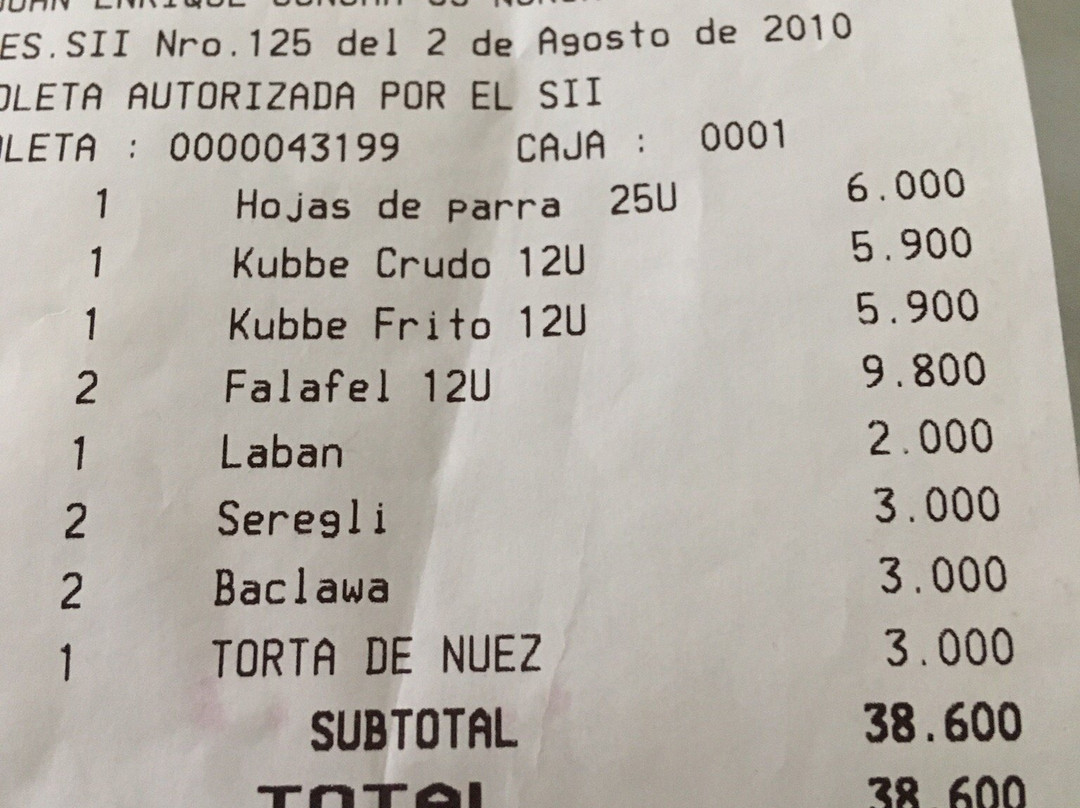 ES.SII Nro.125 del 2 de Agosto de 2010
OLETA AUTORIZADA POR EL SII
OLETA : 0000043199 CAJA : 0001
1 Hojas de parra 25U 6.000
1 Kubbe Crudo 12U 5.900
1 Kubbe Frito 12U 5.900
2 Falafel 12U 9.800
1 Laban 2.000
2 Seregli 3.000
2 Baclawa 3.000
1 TORTA DE NUEZ 3.000
SUBTOTAL 38.600
TOTAL 38.600